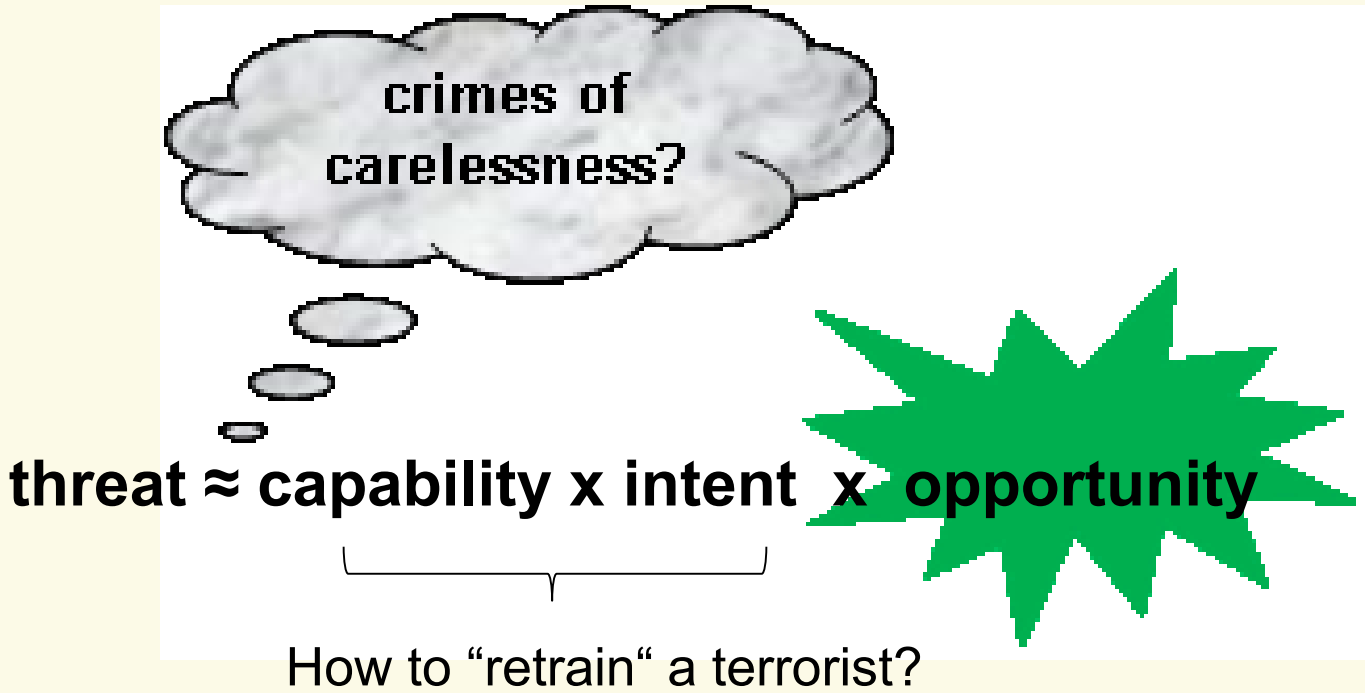 crimes of
carelessness?
threat ≈ capability x intent  x  opportunity
How to “retrain“ a terrorist?